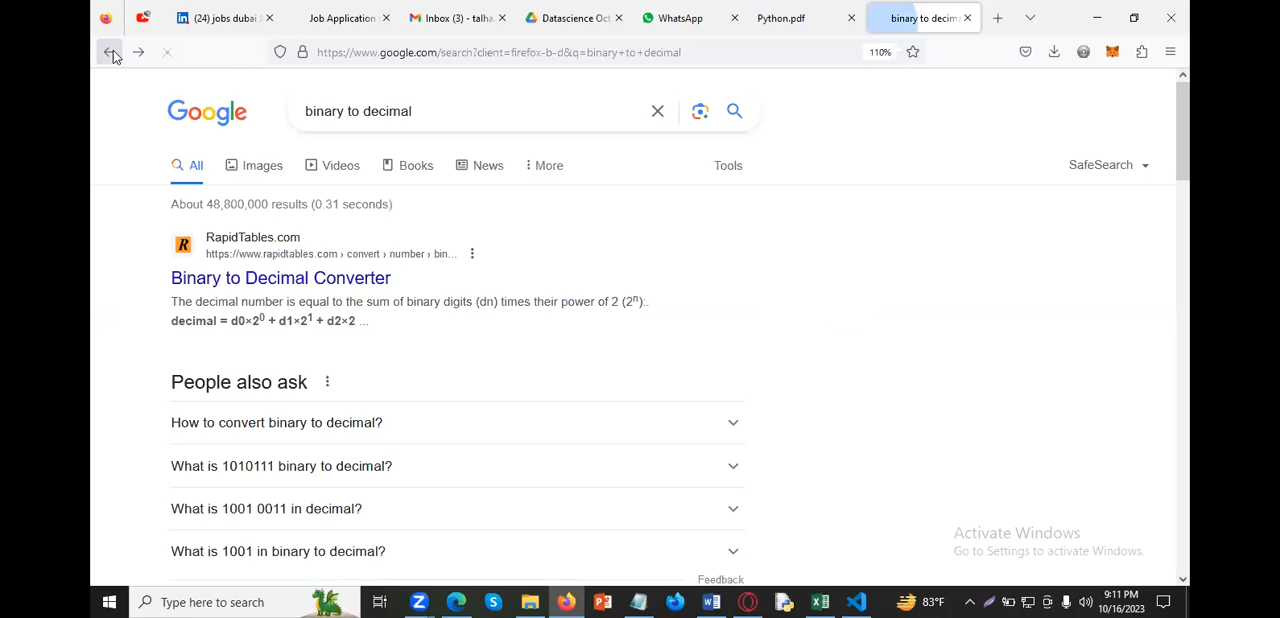 (24) jobs dubai
Job Application
Inbox (3) - talha.
Datascience Oct
WhatsApp
Python.pdf
binary to decim
https://www.google.com/search?client=firefox-b-d&q=binary+to+decimal
110%
Google
binary to decimal
All
Images
Videos
Books
News
More
Tools
SafeSearch
About 48,800,000 results (0.31 seconds)
R
RapidTables.com
https://www.rapidtables.com › convert › number › bin...
Binary to Decimal Converter
The decimal number is equal to the sum of binary digits (dn) times their power of 2 (2ⁿ):.
decimal = d0×2⁰ + d1×2¹ + d2×2 ...
People also ask
How to convert binary to decimal?
What is 1010111 binary to decimal?
What is 1001 0011 in decimal?
What is 1001 in binary to decimal?
Feedback
Activate Windows
Go to Settings to activate Windows.
Type here to search
83°F
9:11 PM
10/16/2023